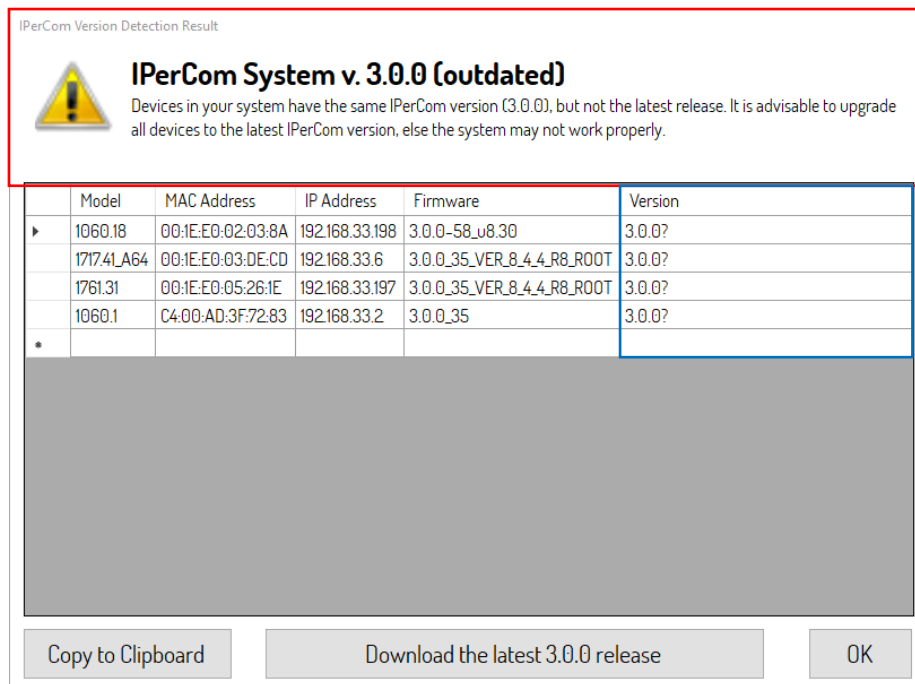 IPerCom Version Detection Result
IPerCom System v. 3.0.0 (outdated)
Devices in your system have the same IPerCom version (3.0.0), but not the latest release. It is advisable to upgrade
all devices to the latest IPerCom version, else the system may not work properly.
Model MAC Address IP Address Firmware Version
1060.18 00:1E:E0:02:03:8A 192.168.33.198 3.0.0-58_u8.30 3.0.0?
1717.41_A64 00:1E:E0:03:DE:CD 192.168.33.6 3.0.0_35_VER_8_4_4_R8_ROOT 3.0.0?
1761.31 00:1E:E0:05:26:1E 192.168.33.197 3.0.0_35_VER_8_4_4_R8_ROOT 3.0.0?
1060.1 C4:00:AD:3F:72:83 192.168.33.2 3.0.0_35 3.0.0?
Copy to Clipboard Download the latest 3.0.0 release OK